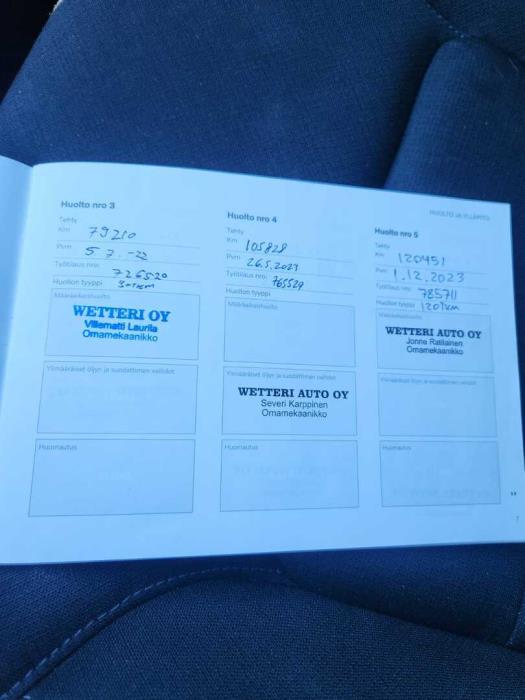 HUOLTO JA YLLÄPITO
Huolto nro 3
Tehty
Km 79210
Pvm 5.7.-22
Työtilaus nro: 726520
Huollon tyyppi
Määräaikaishuolto
WETTERI OY
Villematti Laurila
Omamekaanikko
Ylimääräiset öljyn ja suodattimen vaihdot
Huomautus
Huolto nro 4
Tehty
Km 105828
Pvm 26.5.2023
Työtilaus nro: 765529
Huollon tyyppi
Määräaikaishuolto
Ylimääräiset öljyn ja suodattimen vaihdot
WETTERI AUTO OY
Severi Karppinen
Omamekaanikko
Huomautus
Huolto nro 5
Tehty
Km 120451
Pvm 1.12.2023
Työtilaus nro: 785711
Huollon tyyppi 120tkm
Määräaikaishuolto
WETTERI AUTO OY
Jonne Ratilainen
Omamekaanikko
Ylimääräiset öljyn ja suodattimen vaihdot
Huomautus